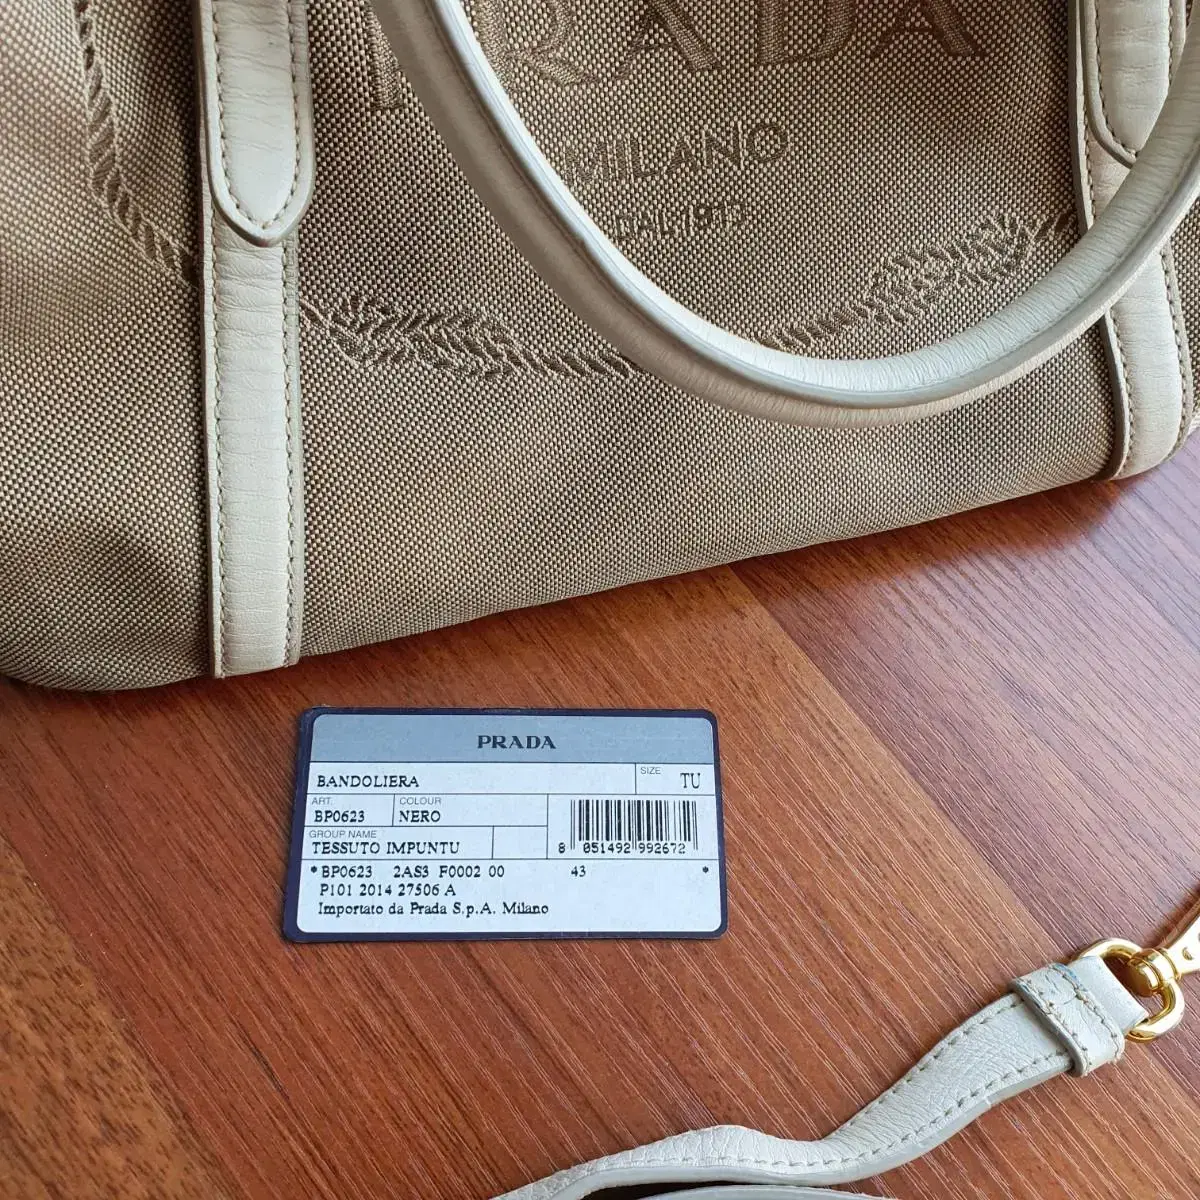 PRADA
MILANO
DAL 1913
PRADA
BANDOLIERA
SIZE
TU
ART.
BP0623
COLOUR
NERO
GROUP NAME
TESSUTO IMPUNTU
8 051492 992672
*BP0623 2AS3 F0002 00 43 *
P101 2014 27506 A
Importato da Prada S.p.A. Milano